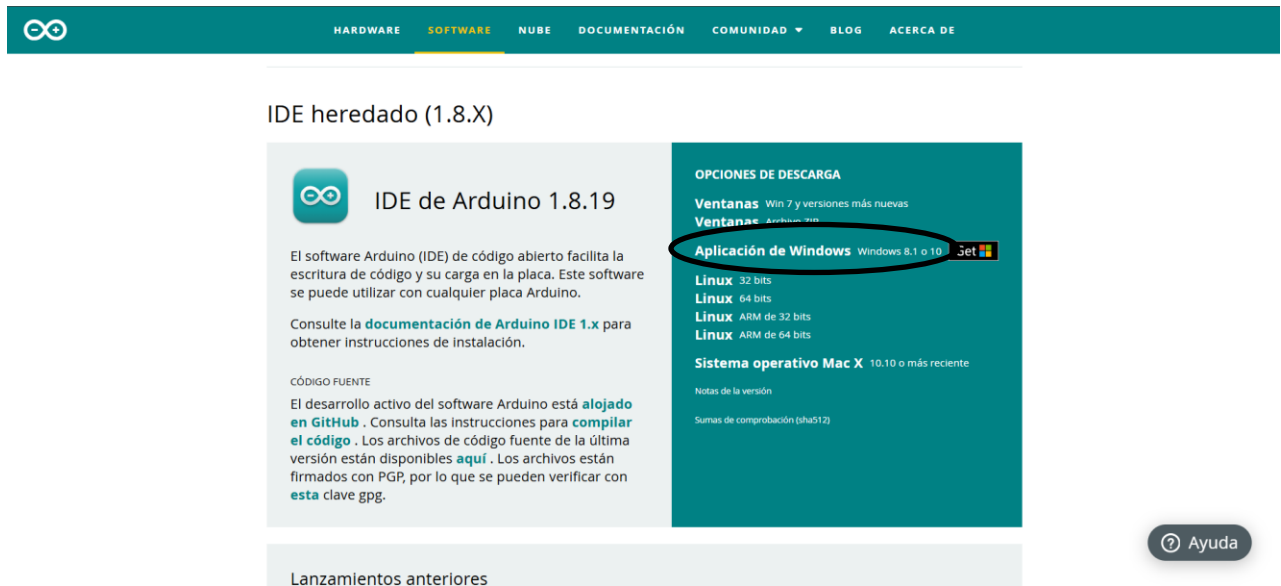 HARDWARE SOFTWARE NUBE DOCUMENTACIÓN COMUNIDAD BLOG ACERCA DE
IDE heredado (1.8.X)
IDE de Arduino 1.8.19
El software Arduino (IDE) de código abierto facilita la
escritura de código y su carga en la placa. Este software
se puede utilizar con cualquier placa Arduino.
Consulte la documentación de Arduino IDE 1.x para
obtener instrucciones de instalación.
CÓDIGO FUENTE
El desarrollo activo del software Arduino está alojado
en GitHub . Consulta las instrucciones para compilar
el código . Los archivos de código fuente de la última
versión están disponibles aquí . Los archivos están
firmados con PGP, por lo que se pueden verificar con
esta clave gpg.
OPCIONES DE DESCARGA
Ventanas Win 7 y versiones más nuevas
Ventanas Archivo ZIP
Aplicación de Windows Windows 8.1 o 10 Get
Linux 32 bits
Linux 64 bits
Linux ARM de 32 bits
Linux ARM de 64 bits
Sistema operativo Mac X 10.10 o más reciente
Notas de la versión
Sumas de comprobación (sha512)
Lanzamientos anteriores
Ayuda